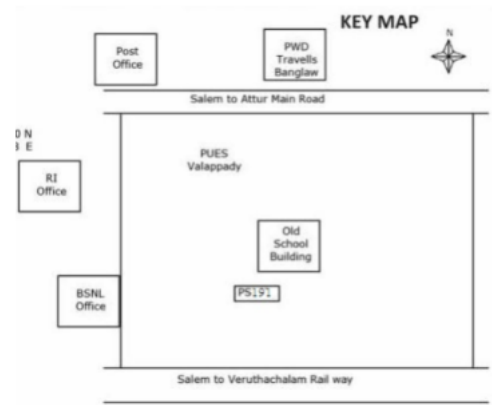 KEY MAP
N
Post
Office
PWD
Travells
Banglaw
Salem to Attur Main Road
PUES
Valappady
RI
Office
Old
School
Building
PS191
BSNL
Office
Salem to Veruthachalam Rail way